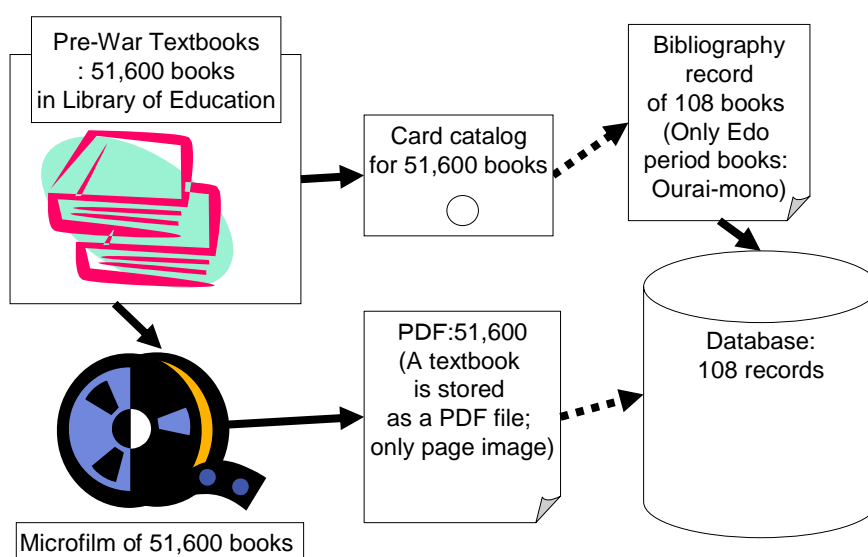 Pre-War Textbooks
: 51,600 books
in Library of Education
Card catalog
for 51,600 books
Bibliography
record
of 108 books
(Only Edo
period books:
Ourai-mono)
PDF:51,600
(A textbook
is stored
as a PDF file;
only page image)
Database:
108 records
Microfilm of 51,600 books